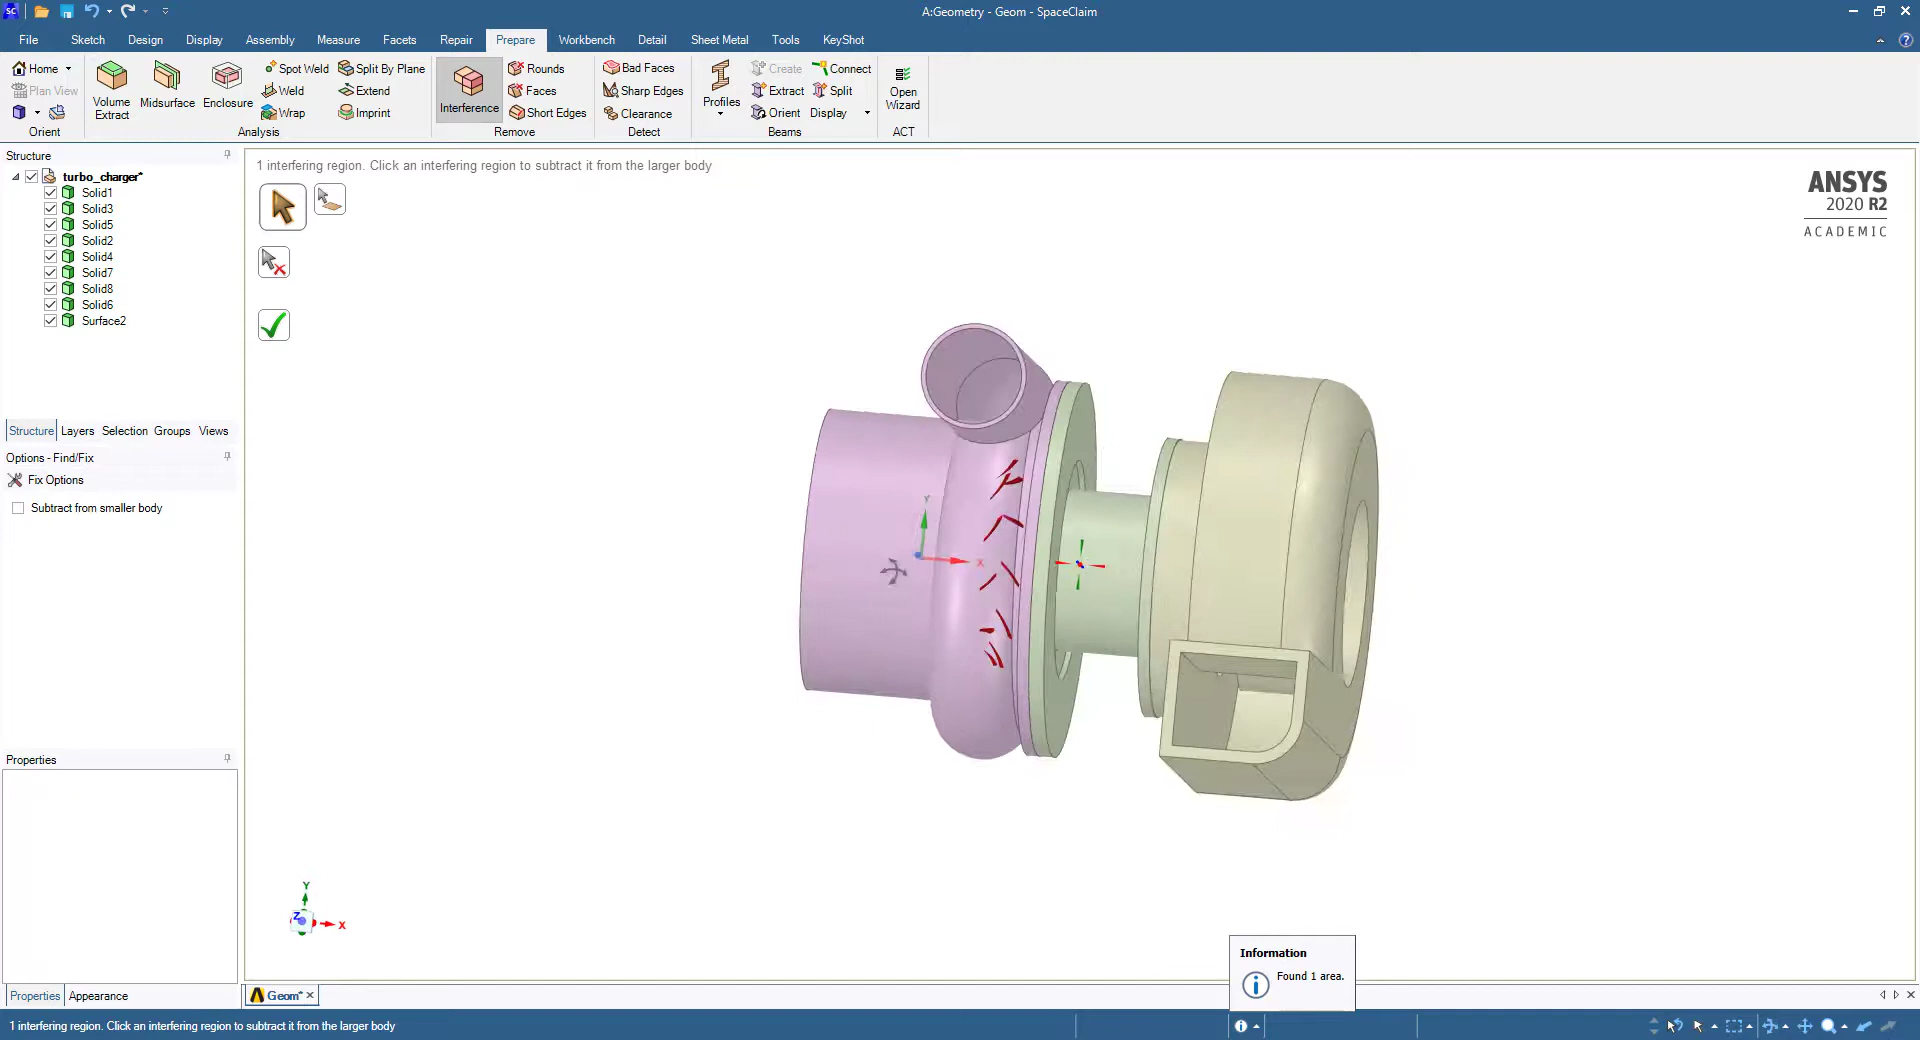 A:Geometry - Geom - SpaceClaim
File Sketch Design Display Assembly Measure Facets Repair Prepare Workbench Detail Sheet Metal Tools KeyShot
Home
Plan View
Orient
Volume Extract
Midsurface
Enclosure
Spot Weld
Weld
Wrap
Split By Plane
Extend
Imprint
Analysis
Interference
Rounds
Faces
Short Edges
Remove
Bad Faces
Sharp Edges
Clearance
Detect
Profiles
Create
Extract
Orient
Connect
Split
Display
Beams
Open Wizard
ACT
Structure
turbo_charger*
Solid1
Solid3
Solid5
Solid2
Solid4
Solid7
Solid8
Solid6
Surface2
Structure Layers Selection Groups Views
Options - Find/Fix
Fix Options
Subtract from smaller body
Properties
Properties Appearance
1 interfering region. Click an interfering region to subtract it from the larger body
ANSYS
2020 R2
ACADEMIC
Y
X
Y
Z
X
Information
Found 1 area.
Geom*
1 interfering region. Click an interfering region to subtract it from the larger body